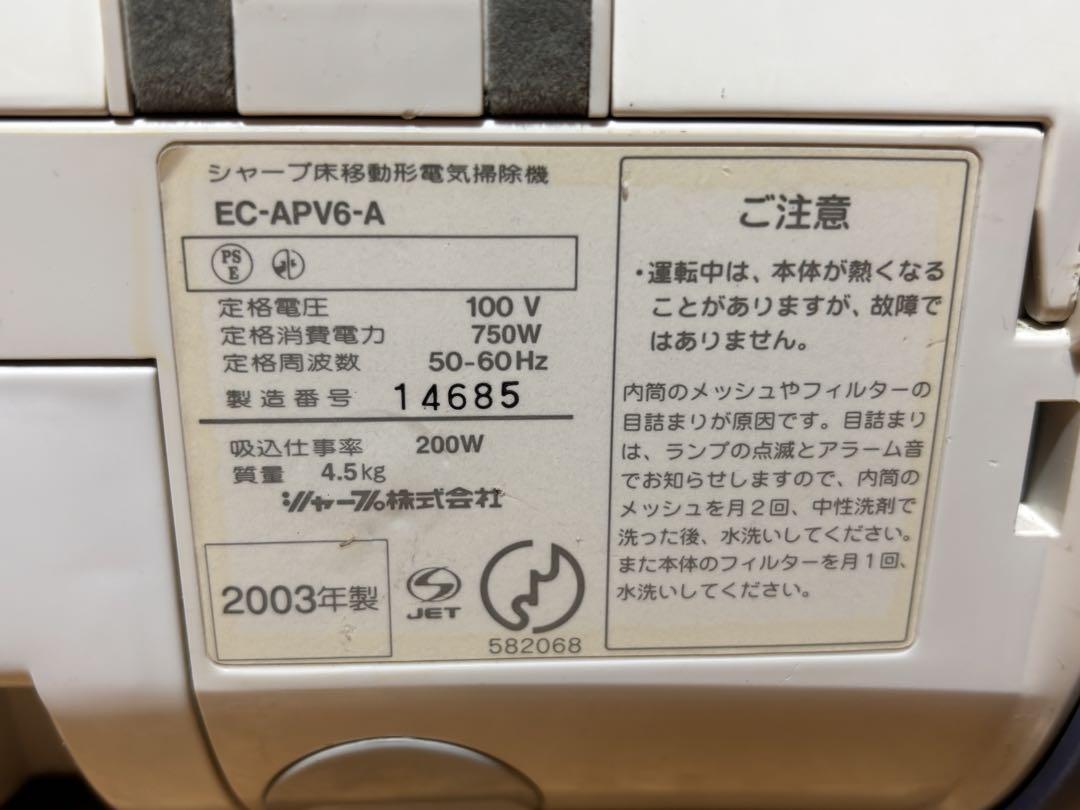 シャープ床移動形電気掃除機
EC-APV6-A
PS
E
定格電圧 100 V
定格消費電力 750W
定格周波数 50-60Hz
製造番号 14685
吸込仕事率 200W
質量 4.5kg
シャープ株式会社
2003年製
S
JET
582068
ご注意
・運転中は、本体が熱くなる
ことがありますが、故障で
はありません。
内筒のメッシュやフィルターの
目詰まりが原因です。目詰まり
は、ランプの点滅とアラーム音
でお知らせしますので、内筒の
メッシュを月2回、中性洗剤で
洗った後、水洗いしてください。
また本体のフィルターを月1回、
水洗いしてください。